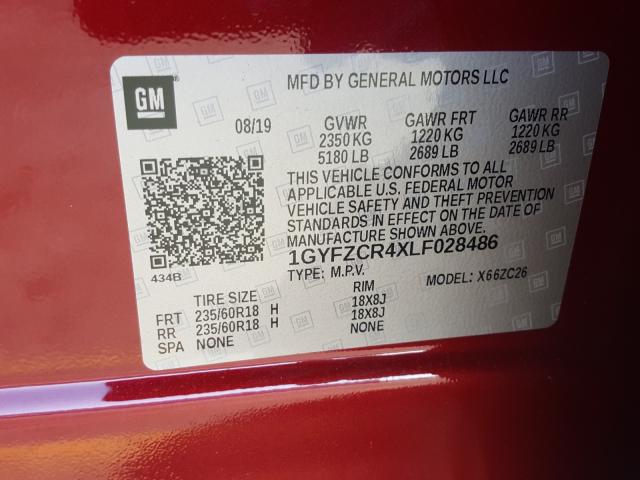 GM
MFD BY GENERAL MOTORS LLC
08/19 GVWR GAWR FRT GAWR RR
2350 KG 1220 KG 1220 KG
5180 LB 2689 LB 2689 LB
THIS VEHICLE CONFORMS TO ALL
APPLICABLE U.S. FEDERAL MOTOR
VEHICLE SAFETY AND THEFT PREVENTION
STANDARDS IN EFFECT ON THE DATE OF
MANUFACTURE SHOWN ABOVE.
1GYFZCR4XLF028486
434B
TYPE: M.P.V. MODEL: X66ZC26
TIRE SIZE RIM
FRT 235/60R18 H 18X8J
RR 235/60R18 H 18X8J
SPA NONE NONE